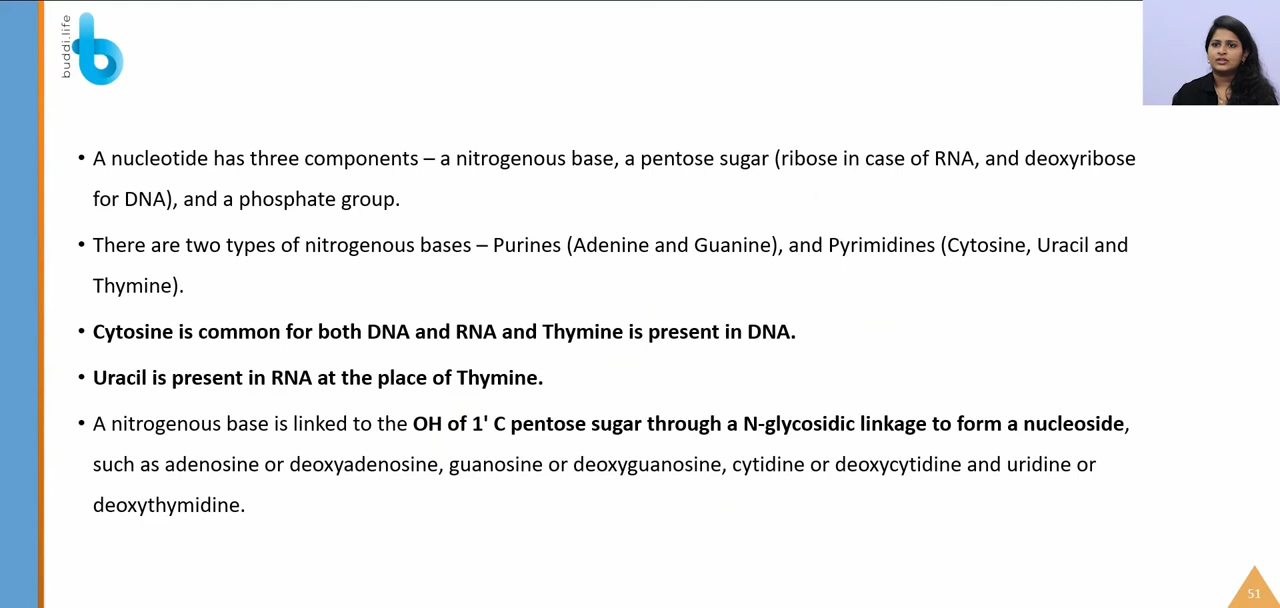 buddi.life
• A nucleotide has three components – a nitrogenous base, a pentose sugar (ribose in case of RNA, and deoxyribose
for DNA), and a phosphate group.
• There are two types of nitrogenous bases – Purines (Adenine and Guanine), and Pyrimidines (Cytosine, Uracil and
Thymine).
• Cytosine is common for both DNA and RNA and Thymine is present in DNA.
• Uracil is present in RNA at the place of Thymine.
• A nitrogenous base is linked to the OH of 1' C pentose sugar through a N-glycosidic linkage to form a nucleoside,
such as adenosine or deoxyadenosine, guanosine or deoxyguanosine, cytidine or deoxycytidine and uridine or
deoxythymidine.
51